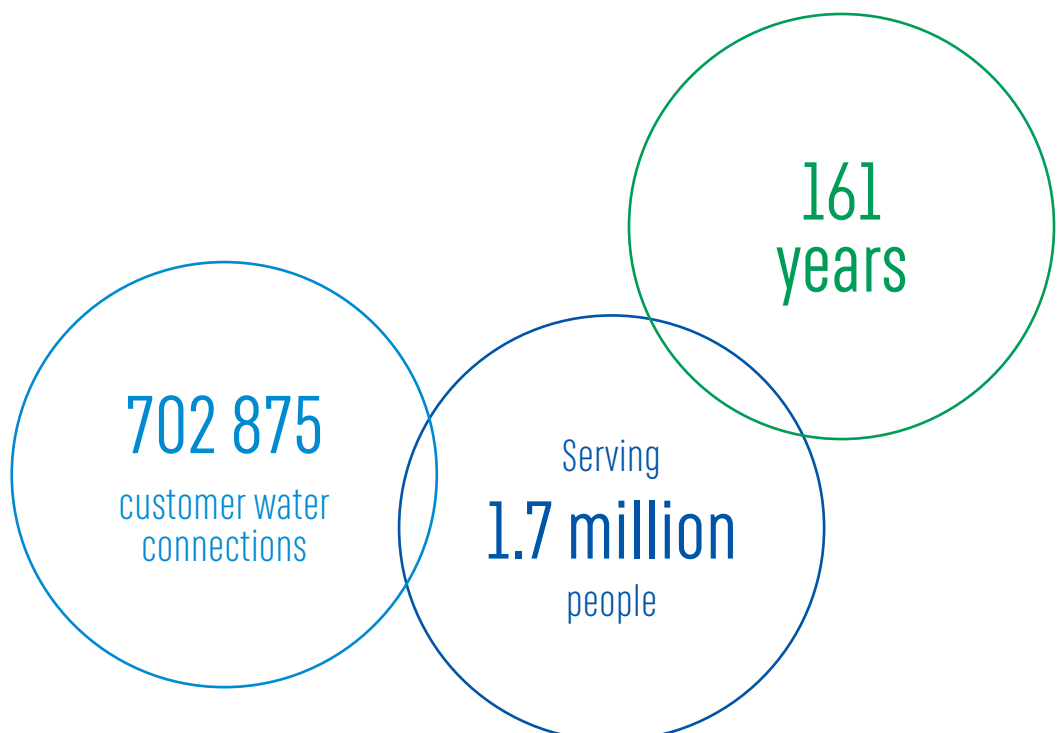 161
years
702 875
customer water
connections
Serving
1.7 million
people